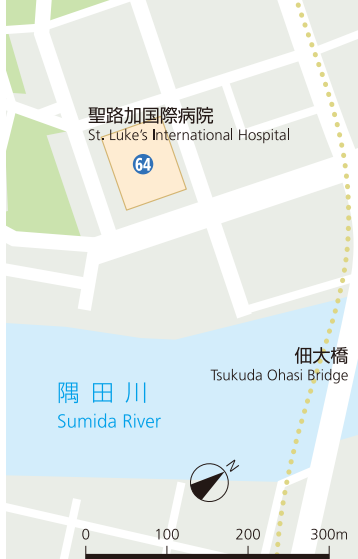 聖路加国際病院
St. Luke's International Hospital
64
佃大橋
Tsukuda Ohasi Bridge
隅田川
Sumida River
N
0 100 200 300m